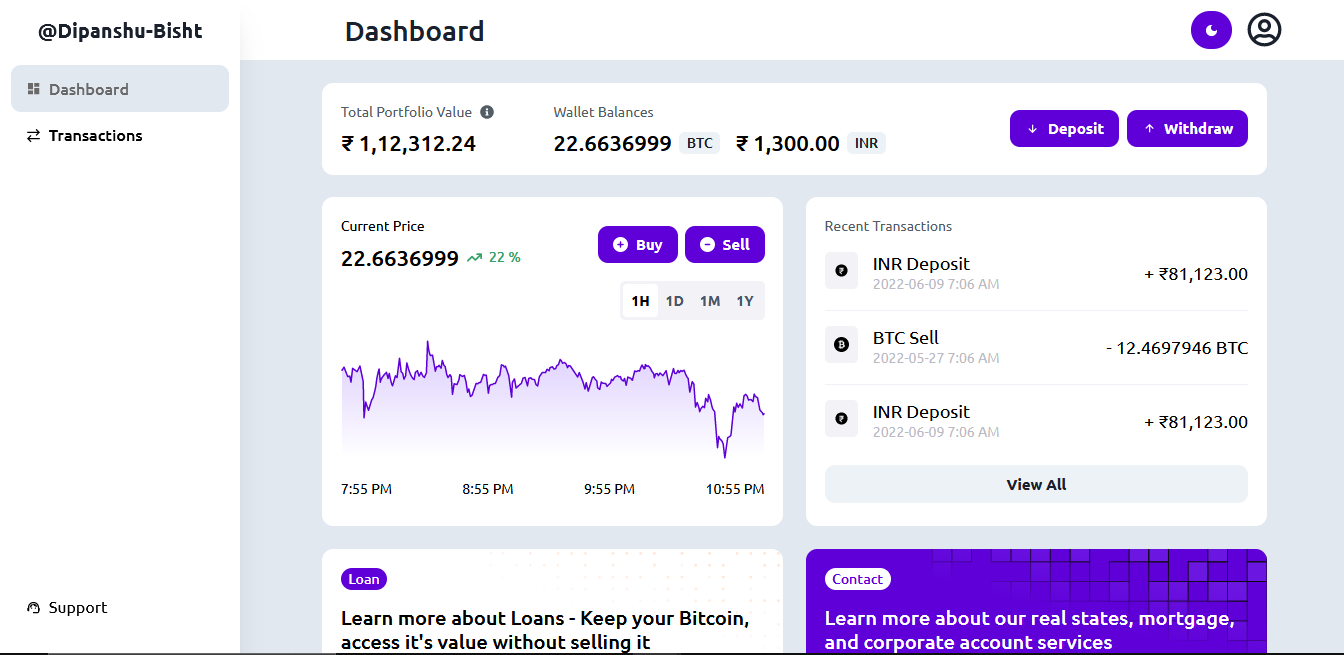 @Dipanshu-Bisht
Dashboard
Dashboard
Transactions
Support
Total Portfolio Value
₹ 1,12,312.24
Wallet Balances
22.6636999 BTC ₹ 1,300.00 INR
Deposit
Withdraw
Current Price
22.6636999 22 %
Buy
Sell
1H 1D 1M 1Y
7:55 PM 8:55 PM 9:55 PM 10:55 PM
Recent Transactions
INR Deposit
2022-06-09 7:06 AM
+ ₹81,123.00
BTC Sell
2022-05-27 7:06 AM
- 12.4697946 BTC
INR Deposit
2022-06-09 7:06 AM
+ ₹81,123.00
View All
Loan
Learn more about Loans - Keep your Bitcoin,
access it's value without selling it
Contact
Learn more about our real states, mortgage,
and corporate account services